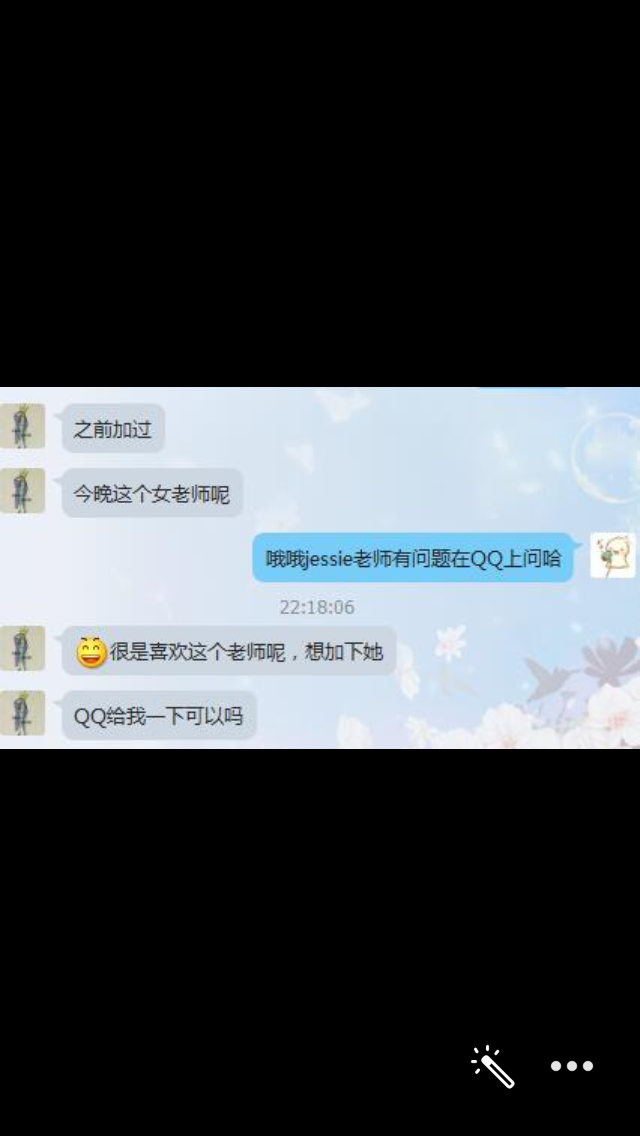 之前加过
今晚这个女老师呢
哦哦jessie老师有问题在QQ上问哈
22:18:06
很是喜欢这个老师呢，想加下她
QQ给我一下可以吗